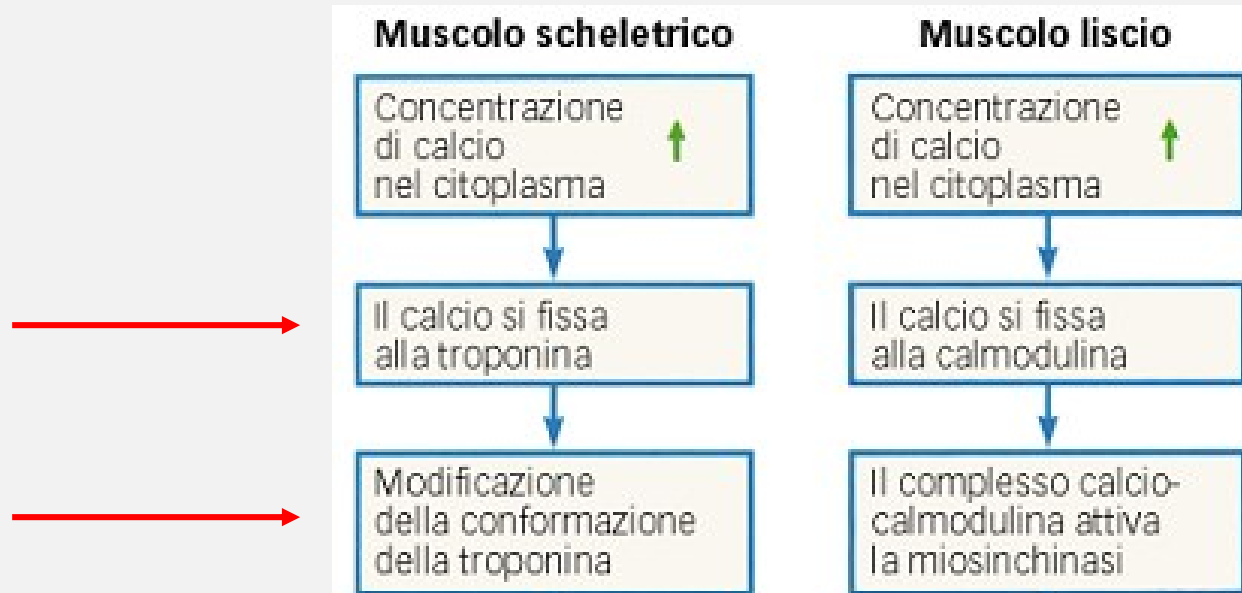 Muscolo scheletrico
Concentrazione
di calcio
nel citoplasma
Il calcio si fissa
alla troponina
Modificazione
della conformazione
della troponina
Muscolo liscio
Concentrazione
di calcio
nel citoplasma
Il calcio si fissa
alla calmodulina
Il complesso calcio-
calmodulina attiva
la miosinchinasi